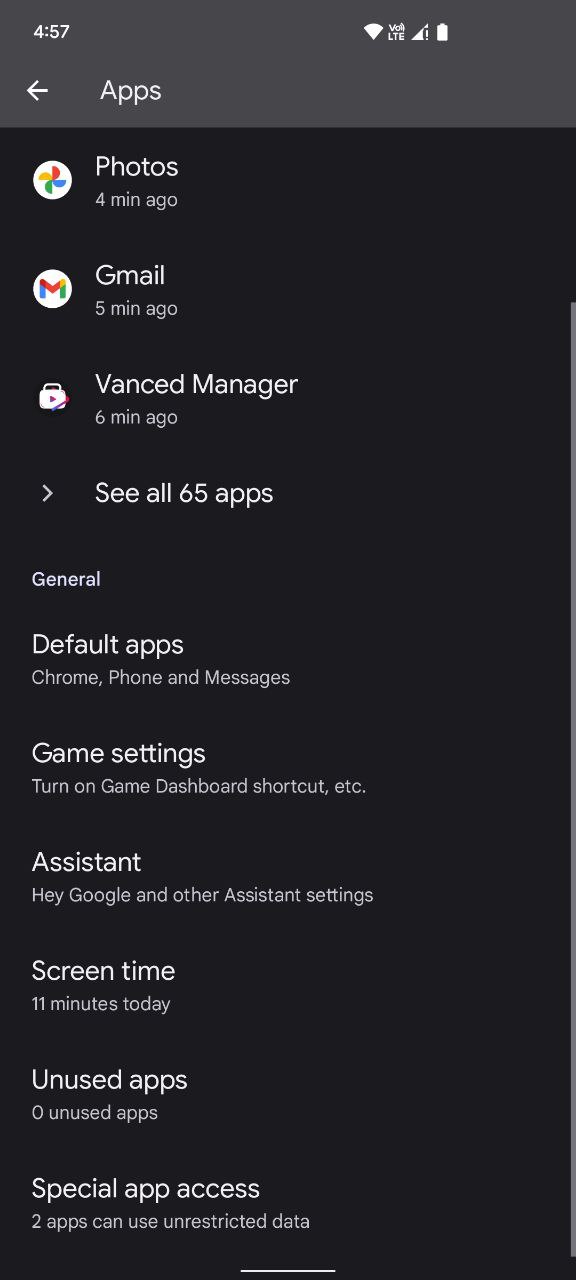 4:57
Vo) LTE
Apps
Photos
4 min ago
Gmail
5 min ago
Vanced Manager
6 min ago
See all 65 apps
General
Default apps
Chrome, Phone and Messages
Game settings
Turn on Game Dashboard shortcut, etc.
Assistant
Hey Google and other Assistant settings
Screen time
11 minutes today
Unused apps
0 unused apps
Special app access
2 apps can use unrestricted data